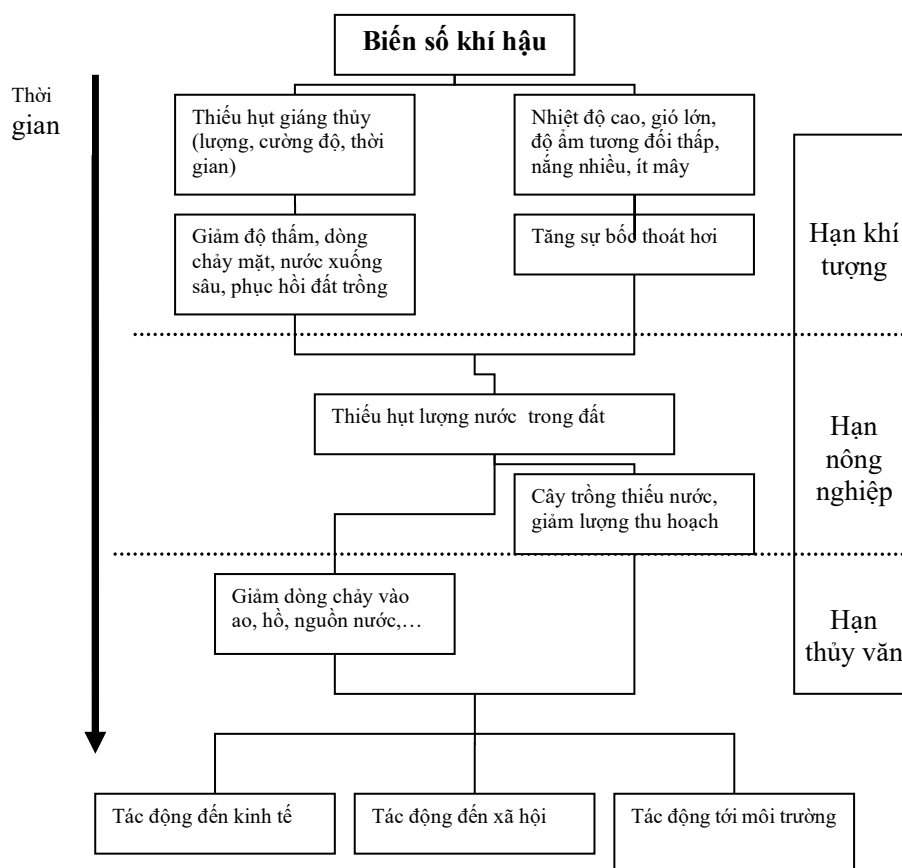 Biến số khí hậu
Thời
gian
Thiếu hụt giáng thủy
(lượng, cường độ, thời
gian)
Nhiệt độ cao, gió lớn,
độ ẩm tương đối thấp,
nắng nhiều, ít mây
Giảm độ thấm, dòng
chảy mặt, nước xuống
sâu, phục hồi đất trồng
Tăng sự bốc thoát hơi
Hạn khí
tượng
Thiếu hụt lượng nước trong đất
Cây trồng thiếu nước,
giảm lượng thu hoạch
Hạn
nông
nghiệp
Giảm dòng chảy vào
ao, hồ, nguồn nước,…
Hạn
thủy văn
Tác động đến kinh tế
Tác động đến xã hội
Tác động tới môi trường